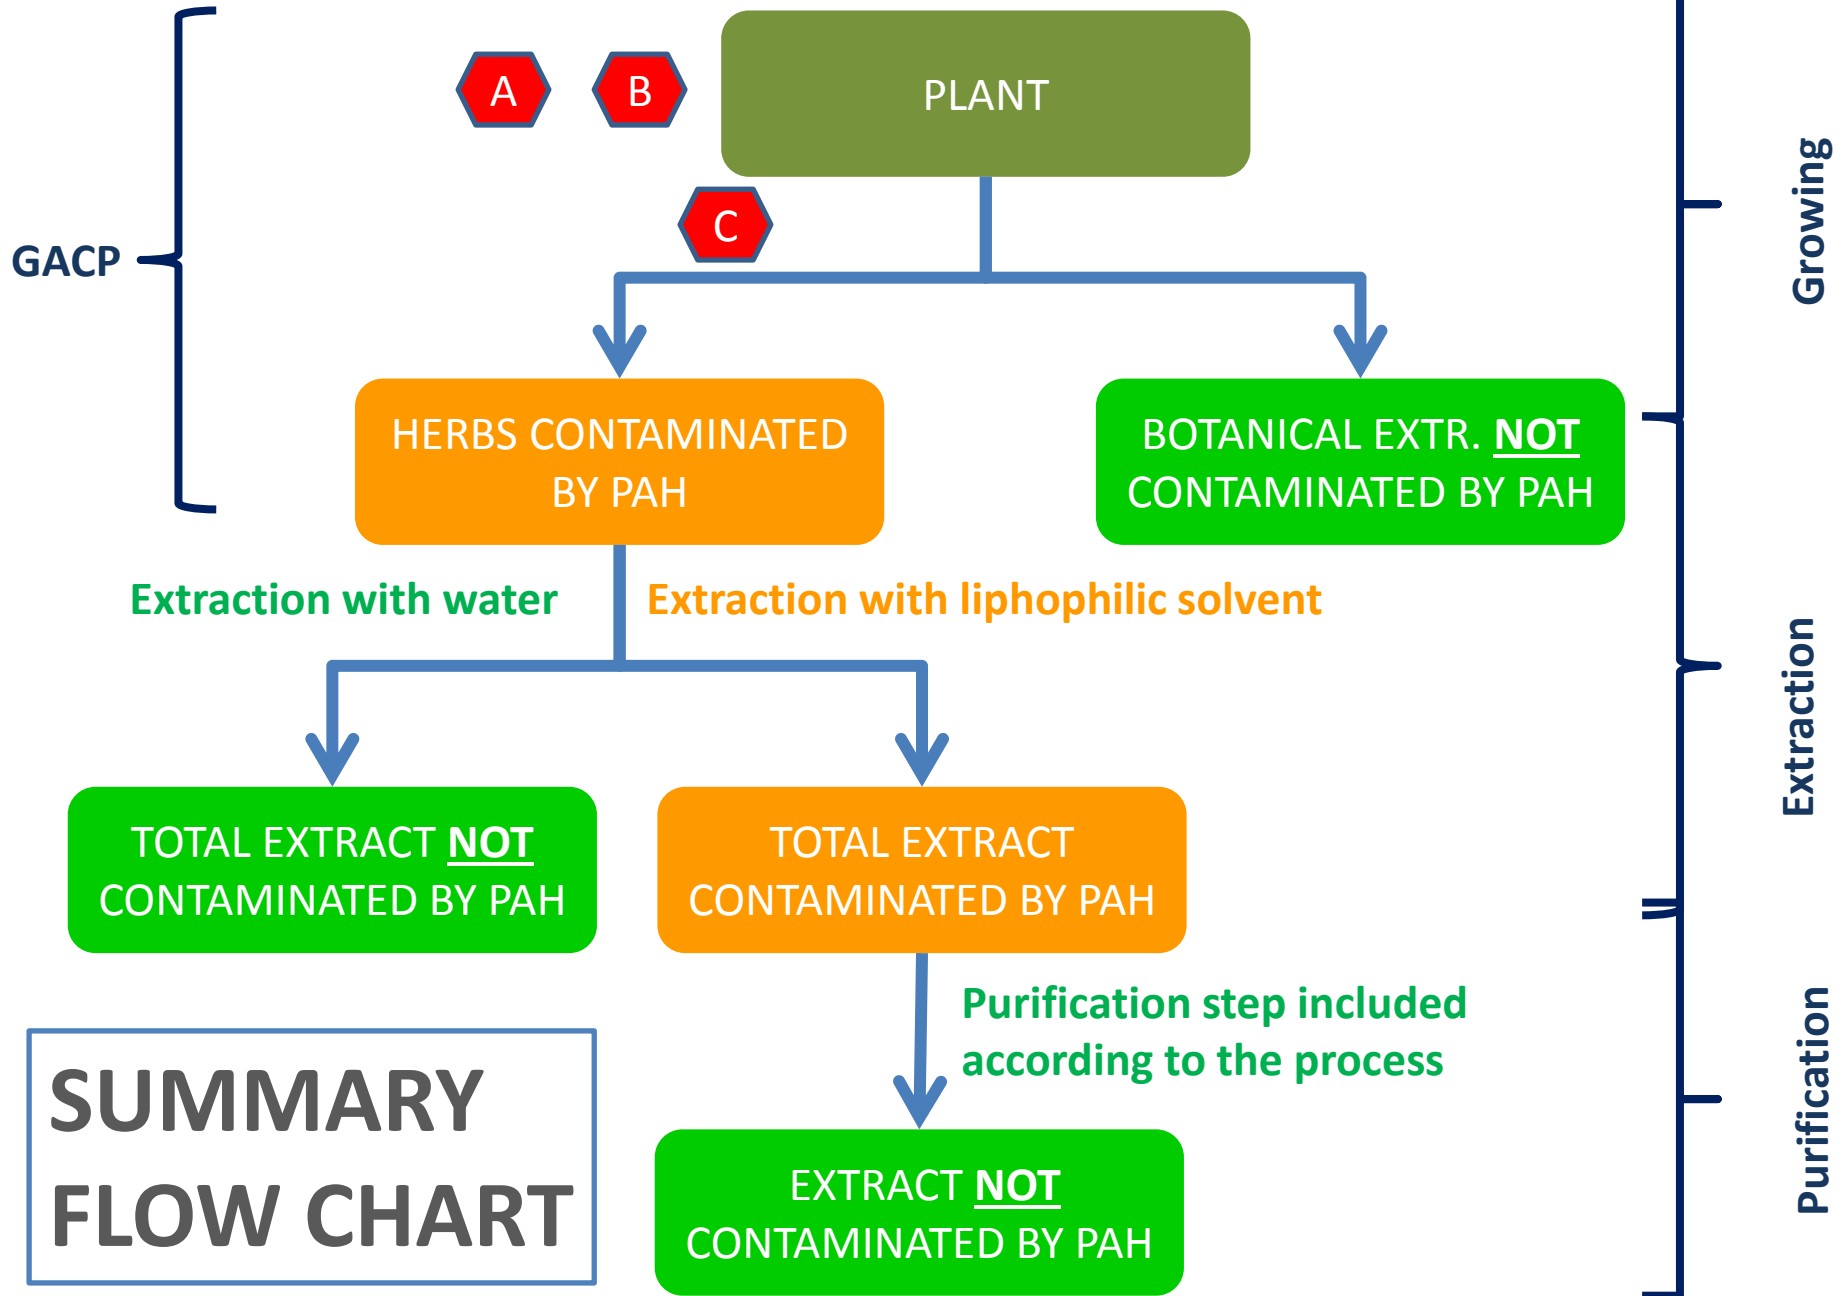 A
B
PLANT
C
GACP
Growing
HERBS CONTAMINATED
BY PAH
BOTANICAL EXTR. NOT
CONTAMINATED BY PAH
Extraction with water
Extraction with liphophilic solvent
Extraction
TOTAL EXTRACT NOT
CONTAMINATED BY PAH
TOTAL EXTRACT
CONTAMINATED BY PAH
Purification step included
according to the process
Purification
SUMMARY
FLOW CHART
EXTRACT NOT
CONTAMINATED BY PAH